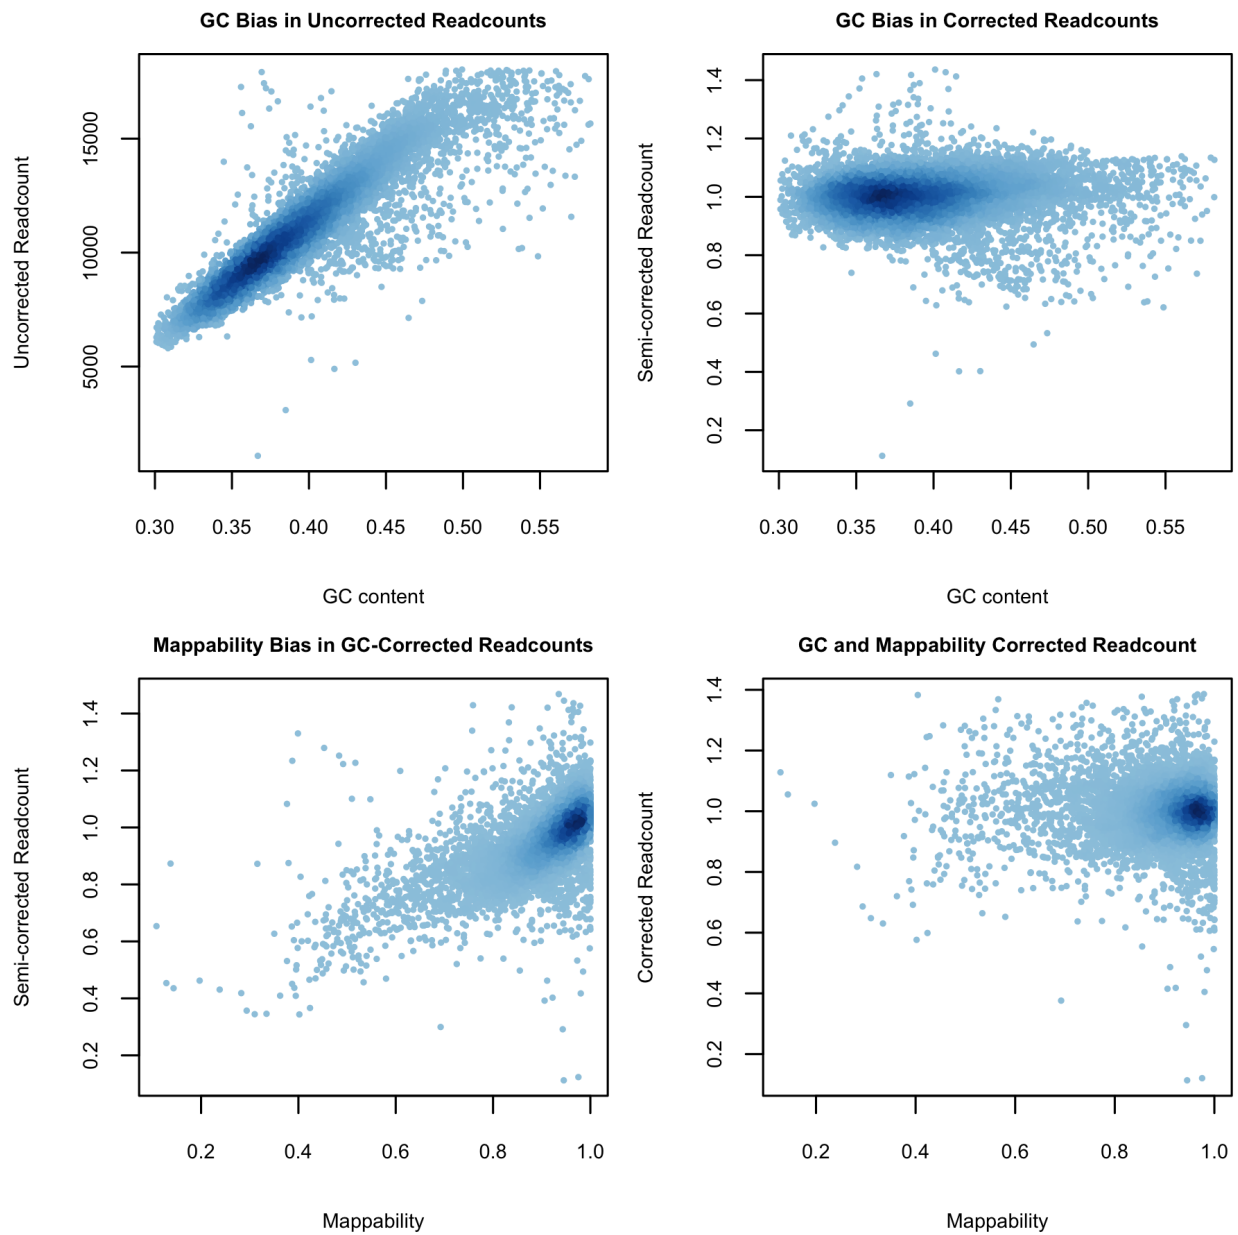 GC Bias in Uncorrected Readcounts
Uncorrected Readcount
15000
10000
5000
0.30 0.35 0.40 0.45 0.50 0.55
GC content
GC Bias in Corrected Readcounts
Semi-corrected Readcount
1.4
1.2
1.0
0.8
0.6
0.4
0.2
0.30 0.35 0.40 0.45 0.50 0.55
GC content
Mappability Bias in GC-Corrected Readcounts
Semi-corrected Readcount
1.4
1.2
1.0
0.8
0.6
0.4
0.2
0.2 0.4 0.6 0.8 1.0
Mappability
GC and Mappability Corrected Readcount
Corrected Readcount
1.4
1.2
1.0
0.8
0.6
0.4
0.2
0.2 0.4 0.6 0.8 1.0
Mappability